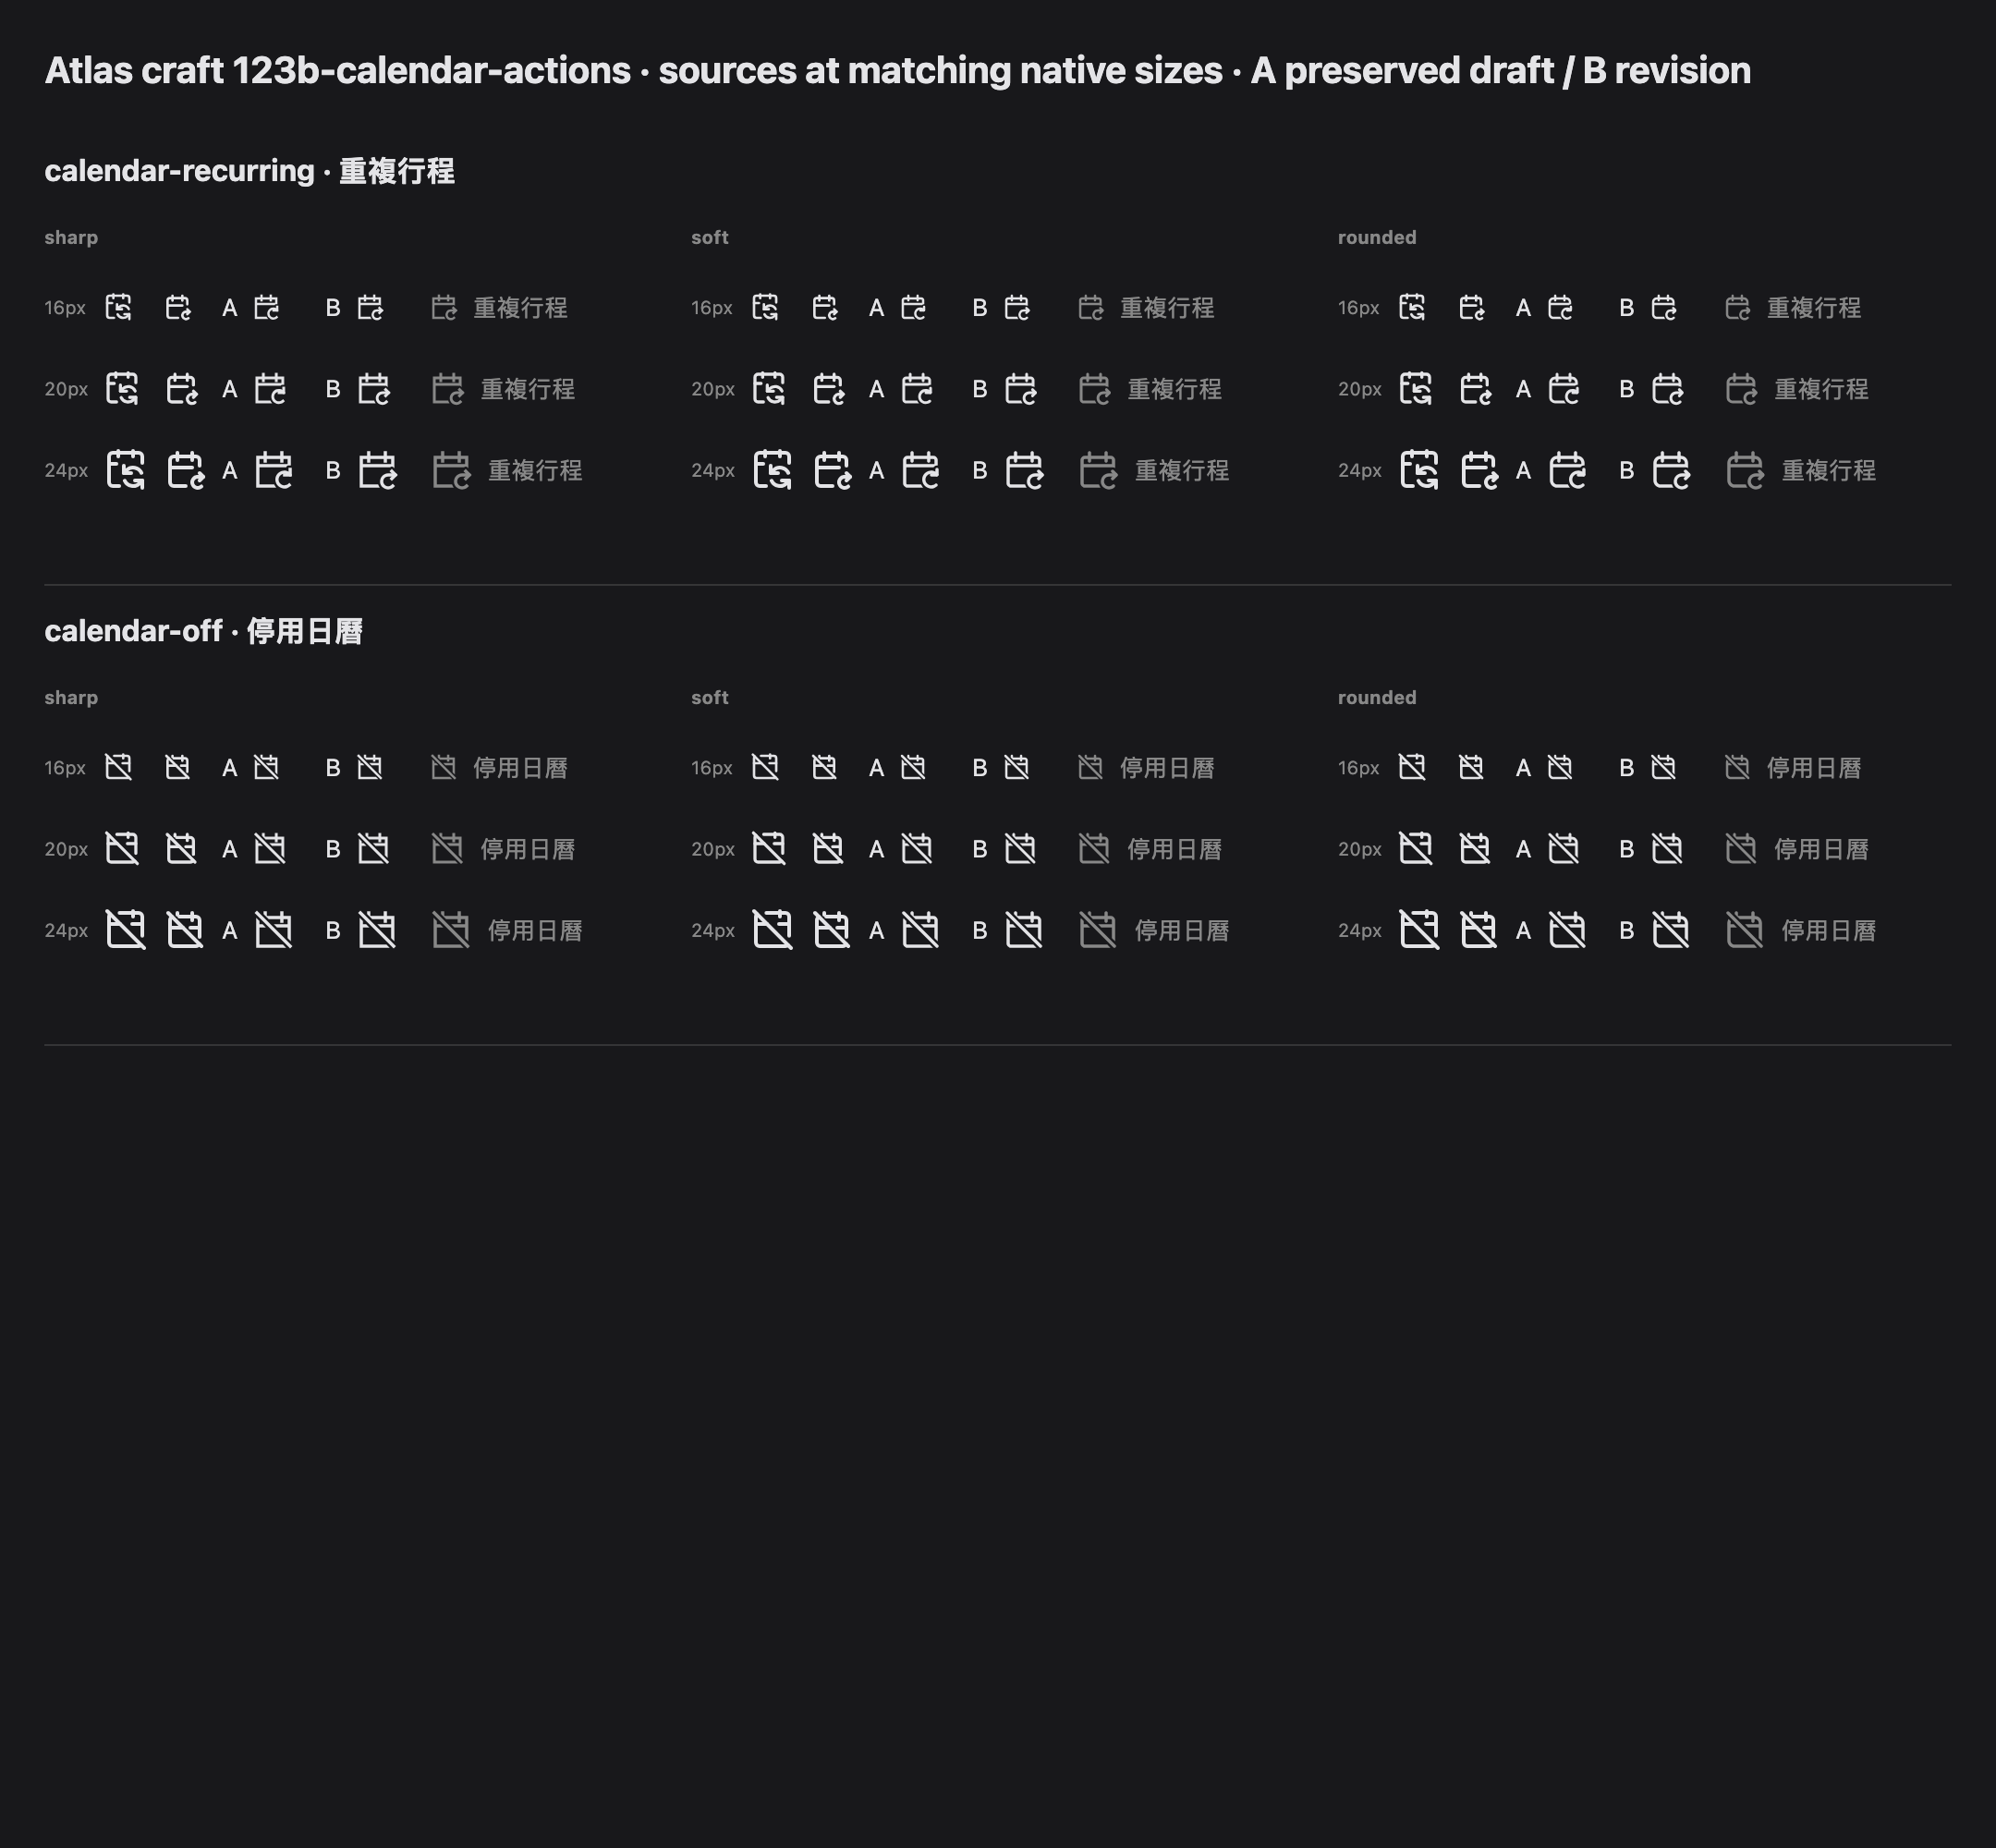 Atlas craft 123b-calendar-actions · sources at matching native sizes · A preserved draft / B revision
calendar-recurring · 重複行程
sharp soft rounded
16px A B 重複行程 16px A B 重複行程 16px A B 重複行程
20px A B 重複行程 20px A B 重複行程 20px A B 重複行程
24px A B 重複行程 24px A B 重複行程 24px A B 重複行程
calendar-off · 停用日曆
sharp soft rounded
16px A B 停用日曆 16px A B 停用日曆 16px A B 停用日曆
20px A B 停用日曆 20px A B 停用日曆 20px A B 停用日曆
24px A B 停用日曆 24px A B 停用日曆 24px A B 停用日曆